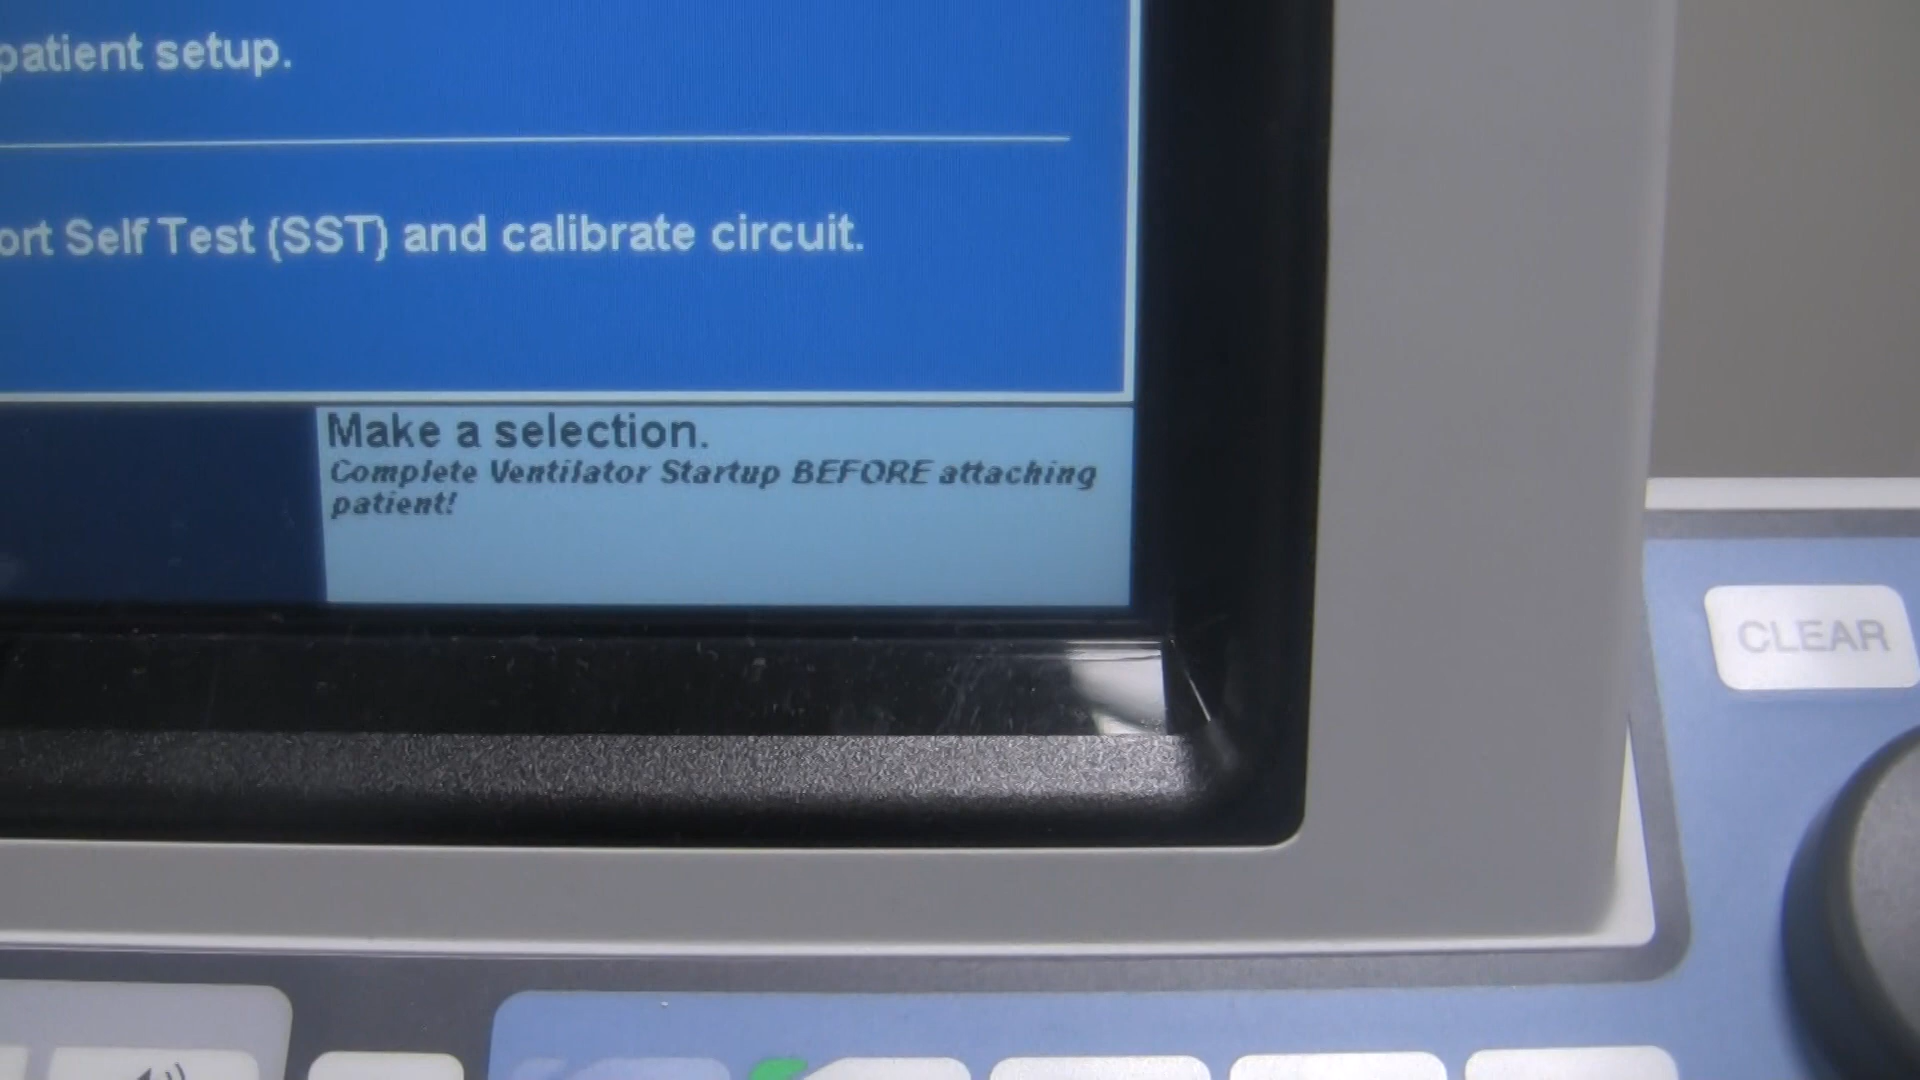 patient setup.
ort Self Test (SST) and calibrate circuit.
Make a selection.
Complete Ventilator Startup BEFORE attaching
patient!
CLEAR